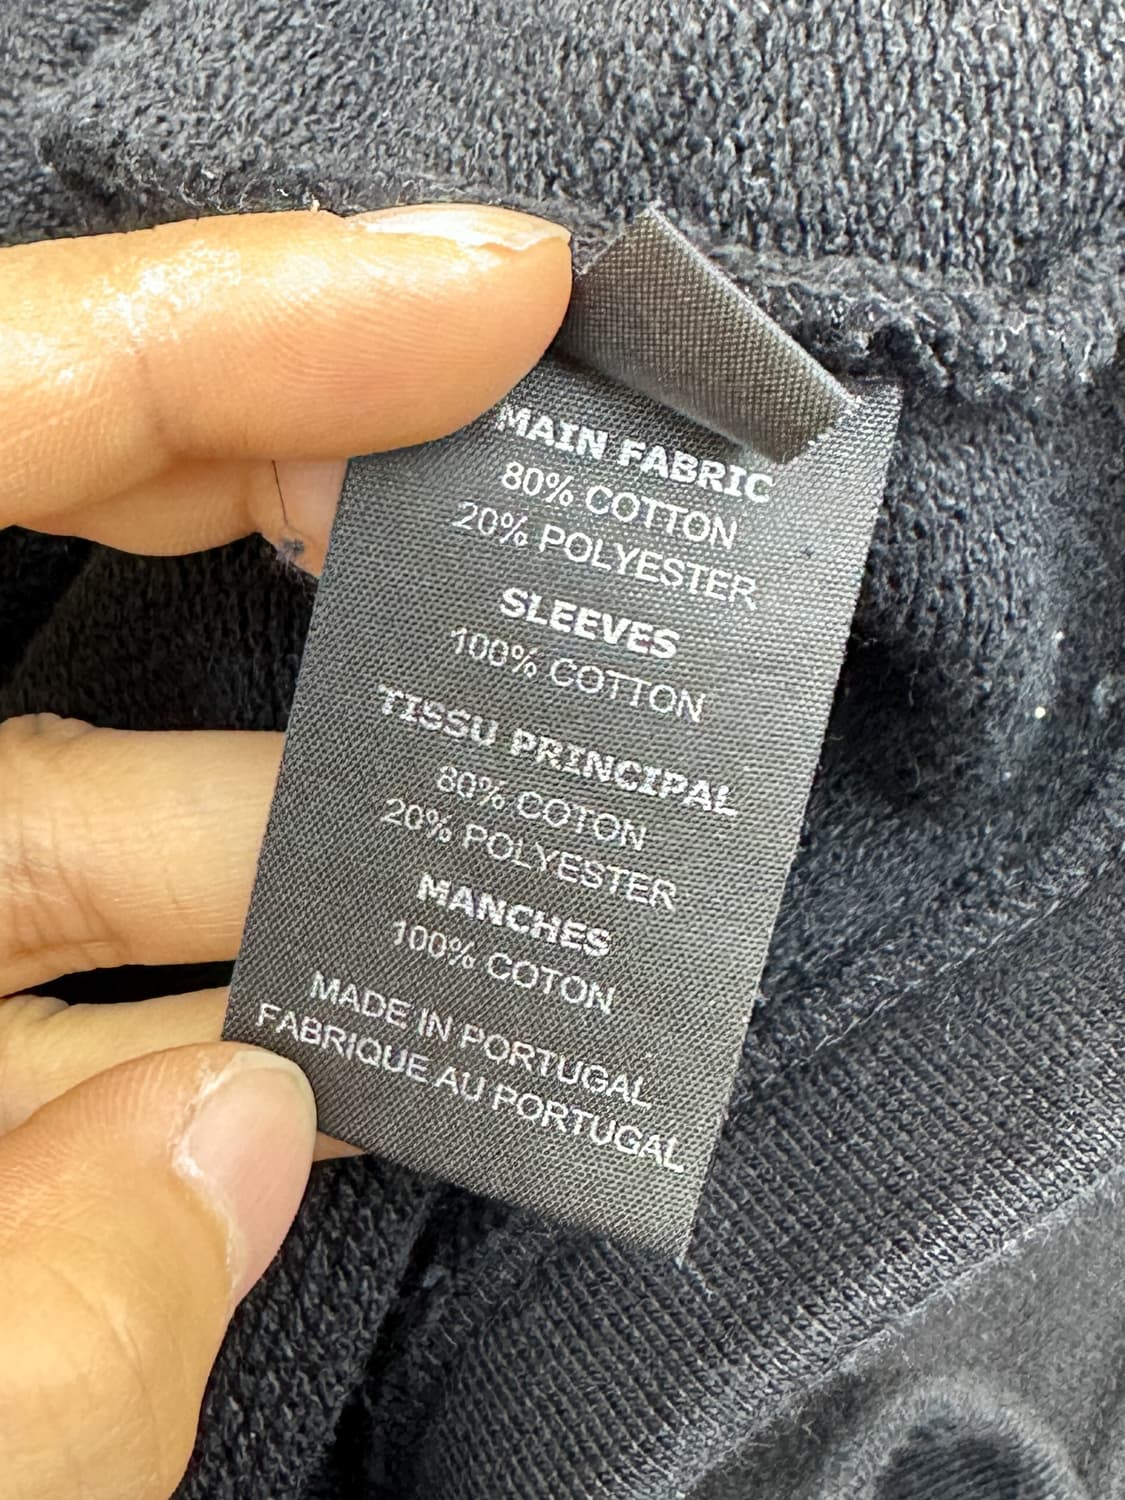 MAIN FABRIC
80% COTTON
20% POLYESTER
SLEEVES
100% COTTON
TISSU PRINCIPAL
80% COTON
20% POLYESTER
MANCHES
100% COTON
MADE IN PORTUGAL
FABRIQUE AU PORTUGAL